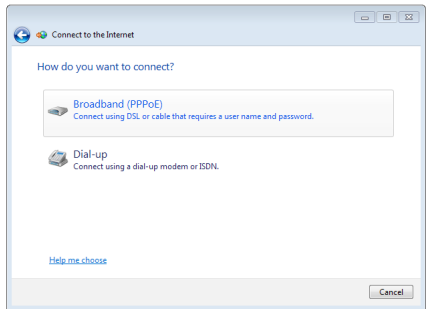 Connect to the Internet
How do you want to connect?
Broadband (PPPoE)
Connect using DSL or cable that requires a user name and password.
Dial-up
Connect using a dial-up modem or ISDN.
Help me choose
Cancel